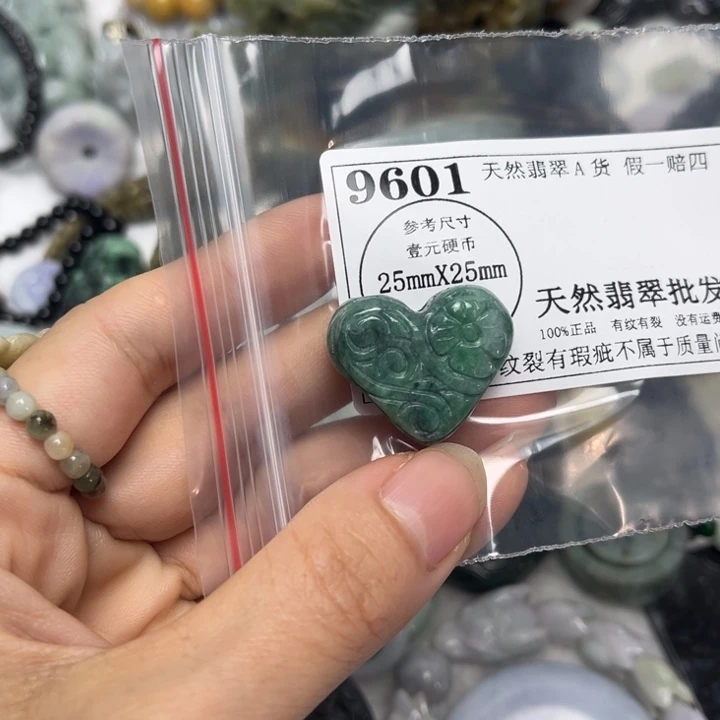 9601
天然翡翠A货 假一赔四
参考尺寸
壹元硬币
25mmX25mm
天然翡翠批发
100%正品 有纹有裂 没有运费
纹裂有瑕疵不属于质量问